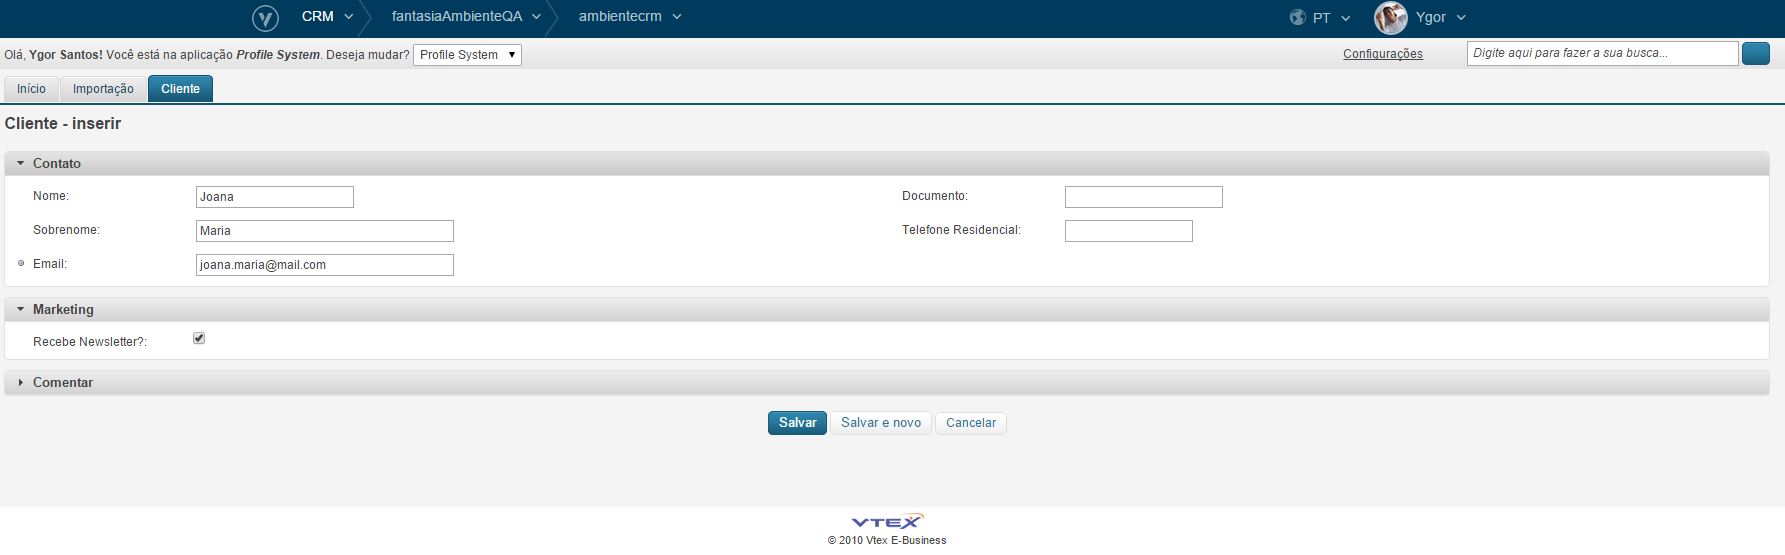 CRM fantasiaAmbienteQA ambientecrm PT Ygor
Olá, Ygor Santos! Você está na aplicação Profile System. Deseja mudar? Profile System Configurações Digite aqui para fazer a sua busca...
Início Importação Cliente
Cliente - inserir
Contato
Nome: Joana Documento:
Sobrenome: Maria Telefone Residencial:
Email: joana.maria@mail.com
Marketing
Recebe Newsletter?:
Comentar
Salvar Salvar e novo Cancelar
VTEX
© 2010 Vtex E-Business